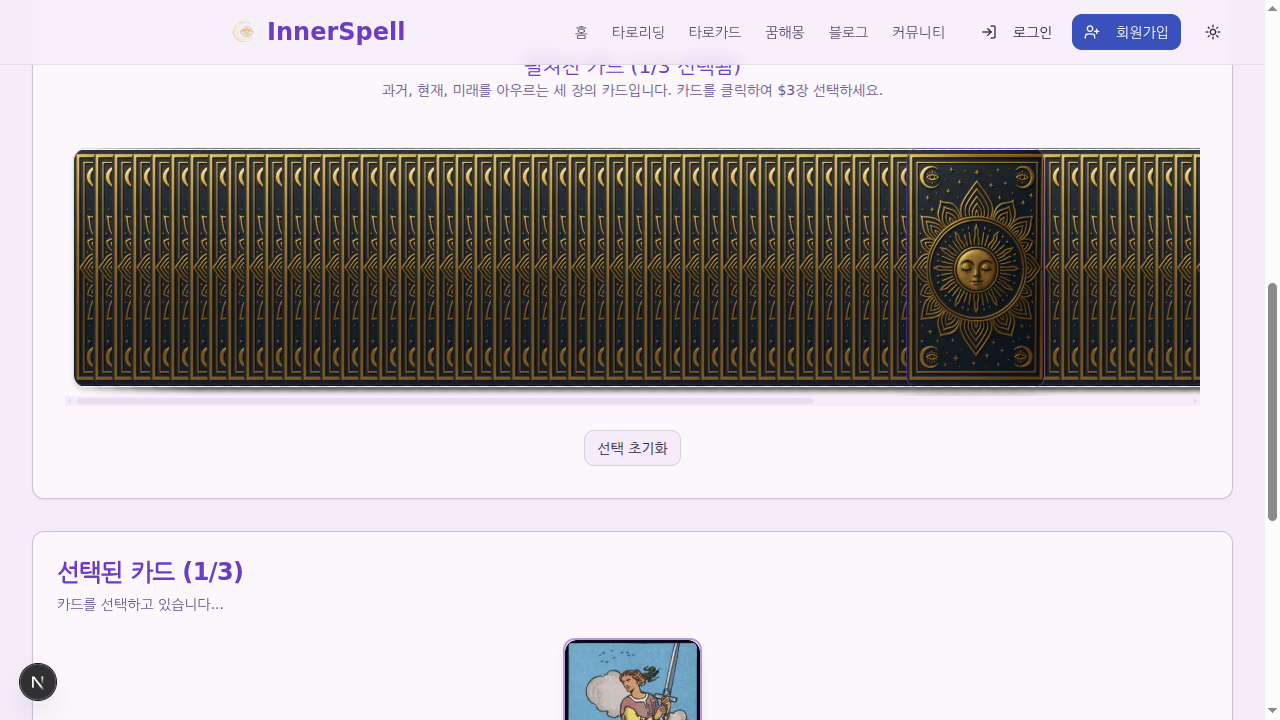 InnerSpell
홈
타로리딩
타로카드
꿈해몽
블로그
커뮤니티
로그인
회원가입
펼쳐진 카드 (1/3 선택됨)
과거, 현재, 미래를 아우르는 세 장의 카드입니다. 카드를 클릭하여 $3장 선택하세요.
선택 초기화
선택된 카드 (1/3)
카드를 선택하고 있습니다...
N